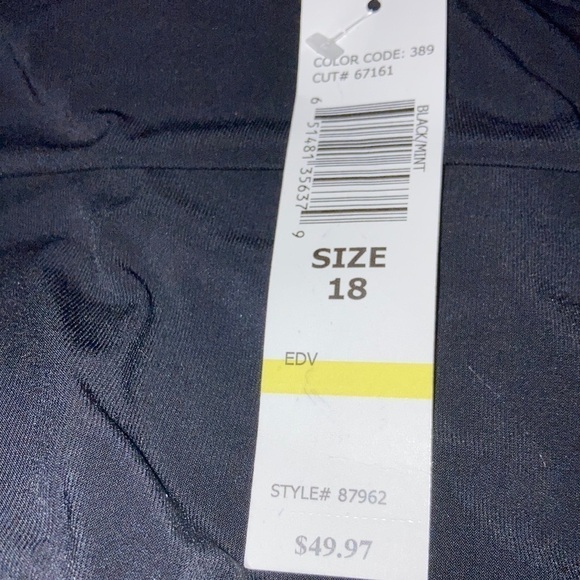 COLOR CODE: 389
CUT# 67161
BLACK/MINT
6 51481 35637 9
SIZE
18
EDV
STYLE# 87962
$49.97